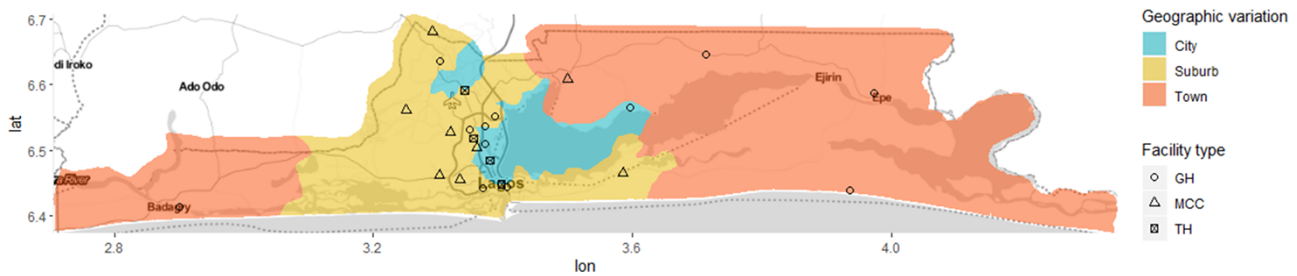 Geographic variation
City
Suburb
Town
Facility type
GH
MCC
TH
6.7
6.6
6.5
6.4
lat
di Iroko
Ado Odo
Ejirin
Epe
River
Badagry
Lagos
2.8
3.2
3.6
4.0
lon